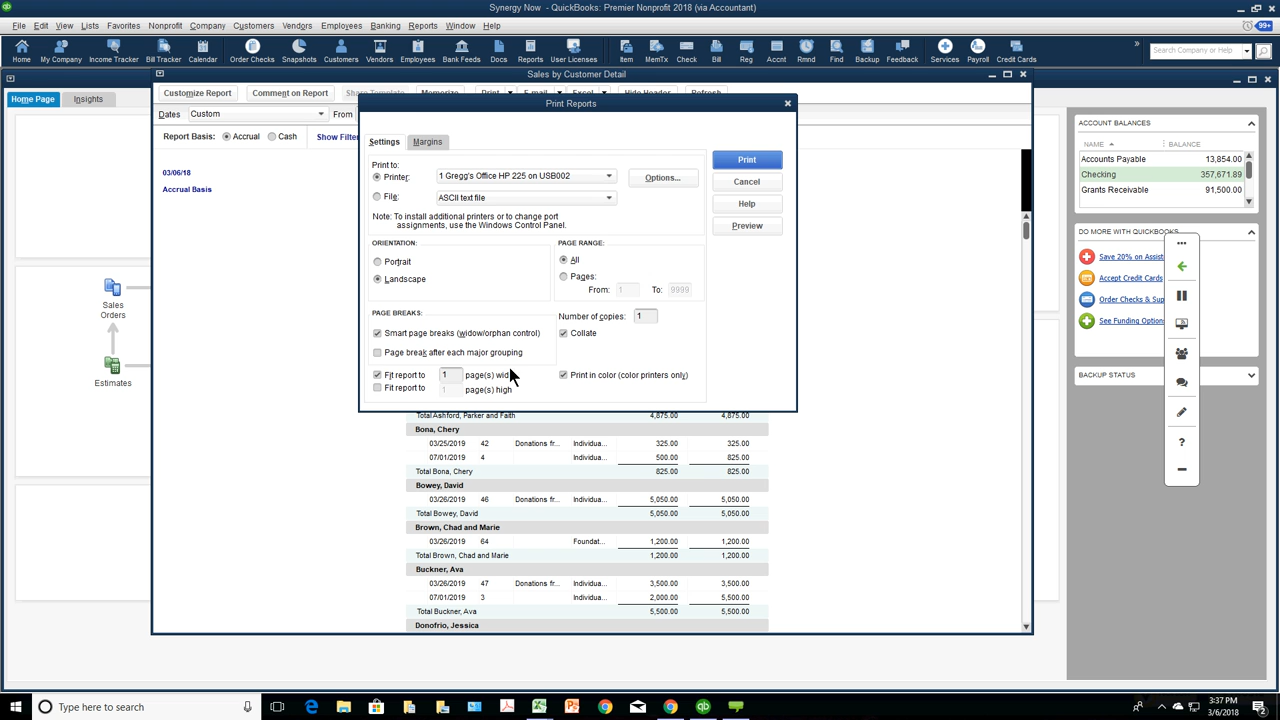 Synergy Now - QuickBooks: Premier Nonprofit 2018 (via Accountant)
File Edit View Lists Favorites Nonprofit Company Customers Vendors Employees Banking Reports Window Help
99+
Home My Company Income Tracker Bill Tracker Calendar Order Checks Snapshots Customers Vendors Employees Bank Feeds Docs Reports User Licenses Item MemTx Check Bill Reg Accnt Rmnd Find Backup Feedback Services Payroll Credit Cards
Search Company or Help
Sales by Customer Detail
Home Page Insights
Customize Report Comment on Report Share Template Memorize Print E-mail Excel Hide Header Refresh
Dates Custom From
Report Basis: Accrual Cash Show Filters
03/06/18
Accrual Basis
Print Reports
Settings Margins
Print to:
Printer: 1 Gregg's Office HP 225 on USB002 Options...
File: ASCII text file
Note: To install additional printers or to change port
assignments, use the Windows Control Panel.
Print
Cancel
Help
Preview
ORIENTATION:
Portrait
Landscape
PAGE RANGE:
All
Pages:
From: 1 To: 9999
PAGE BREAKS:
Smart page breaks (widow/orphan control)
Page break after each major grouping
Number of copies: 1
Collate
Fit report to 1 page(s) wide
Fit report to 1 page(s) high
Print in color (color printers only)
Total Ashford, Parker and Faith 4,875.00 4,875.00
Bona, Chery
03/25/2019 42 Donations fr... Individua... 325.00 325.00
07/01/2019 4 Individua... 500.00 825.00
Total Bona, Chery 825.00 825.00
Bowey, David
03/26/2019 46 Donations fr... Individua... 5,050.00 5,050.00
Total Bowey, David 5,050.00 5,050.00
Brown, Chad and Marie
03/26/2019 64 Foundat... 1,200.00 1,200.00
Total Brown, Chad and Marie 1,200.00 1,200.00
Buckner, Ava
03/26/2019 47 Donations fr... Individua... 3,500.00 3,500.00
07/01/2019 3 Individua... 2,000.00 5,500.00
Total Buckner, Ava 5,500.00 5,500.00
Donofrio, Jessica
Sales
Orders
Estimates
ACCOUNT BALANCES
NAME BALANCE
Accounts Payable 13,854.00
Checking 357,671.89
Grants Receivable 91,500.00
DO MORE WITH QUICKBOOKS
Save 20% on Assist
Accept Credit Cards
Order Checks & Sup
See Funding Option
BACKUP STATUS
?
Type here to search
3:37 PM
3/6/2018
2